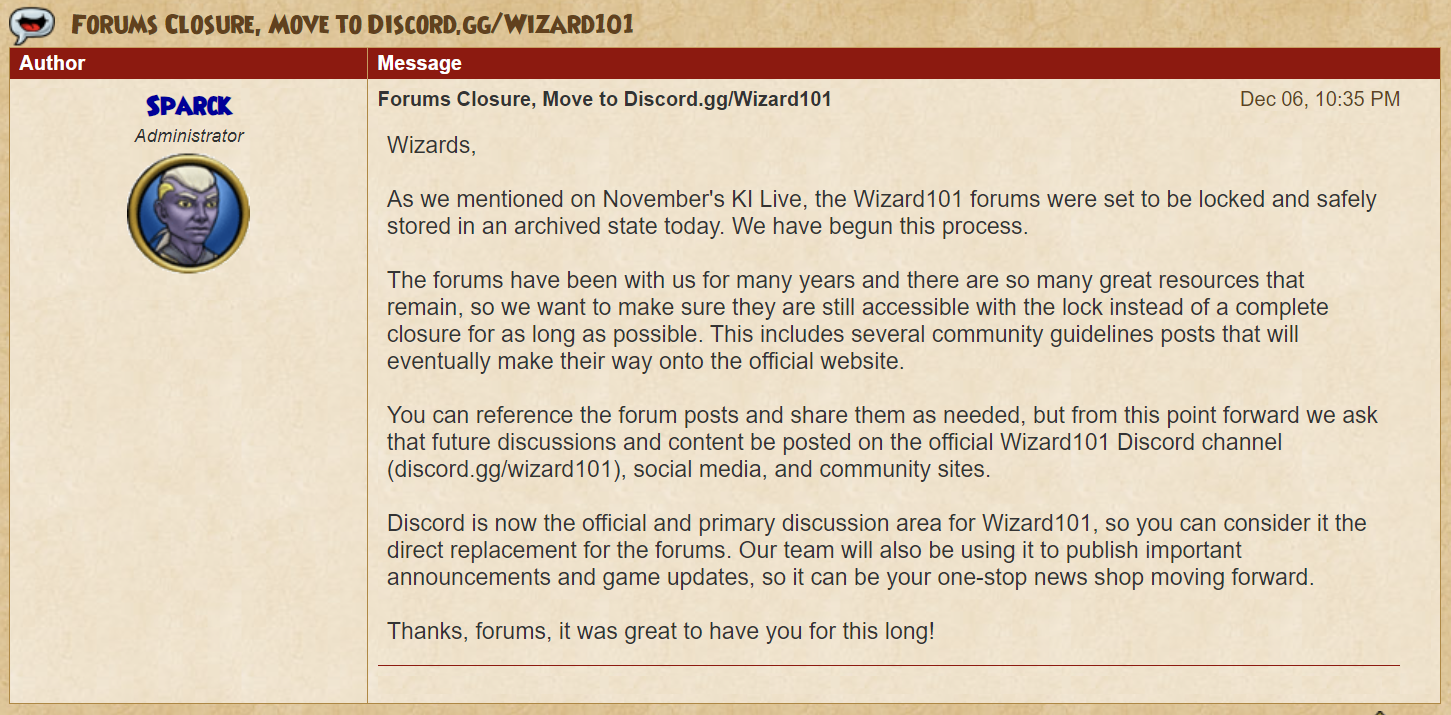 Forums Closure, Move to Discord.gg/Wizard101
Author
Message
Sparck
Administrator
Forums Closure, Move to Discord.gg/Wizard101
Dec 06, 10:35 PM
Wizards,
As we mentioned on November's KI Live, the Wizard101 forums were set to be locked and safely
stored in an archived state today. We have begun this process.
The forums have been with us for many years and there are so many great resources that
remain, so we want to make sure they are still accessible with the lock instead of a complete
closure for as long as possible. This includes several community guidelines posts that will
eventually make their way onto the official website.
You can reference the forum posts and share them as needed, but from this point forward we ask
that future discussions and content be posted on the official Wizard101 Discord channel
(discord.gg/wizard101), social media, and community sites.
Discord is now the official and primary discussion area for Wizard101, so you can consider it the
direct replacement for the forums. Our team will also be using it to publish important
announcements and game updates, so it can be your one-stop news shop moving forward.
Thanks, forums, it was great to have you for this long!